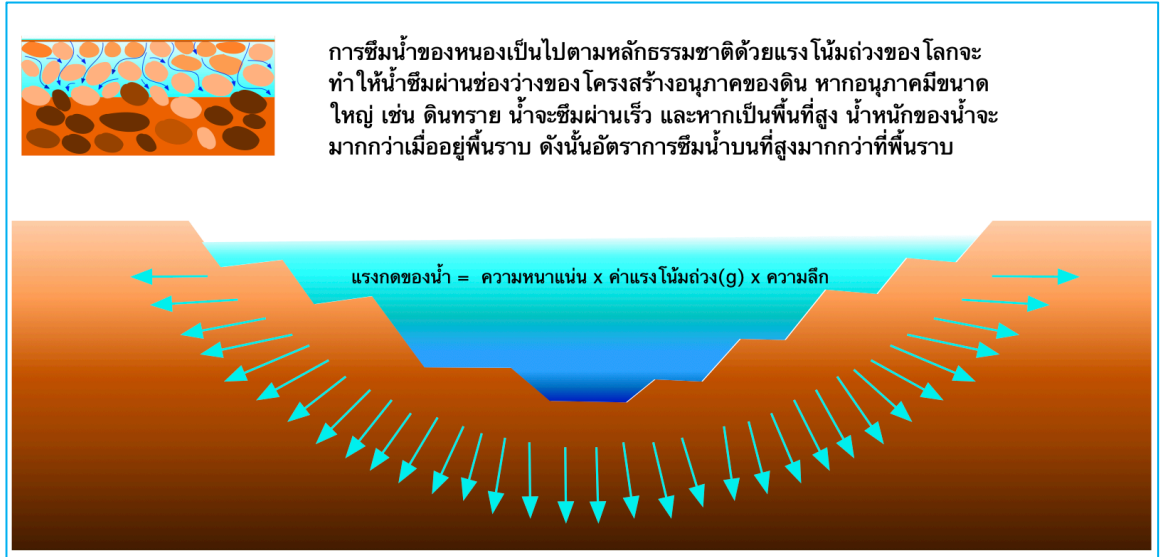 การซึมน้ำของหนองเป็นไปตามหลักธรรมชาติด้วยแรงโน้มถ่วงของโลกจะ
ทำให้น้ำซึมผ่านช่องว่างของโครงสร้างอนุภาคของดิน หากอนุภาคมีขนาด
ใหญ่ เช่น ดินทราย น้ำจะซึมผ่านเร็ว และหากเป็นพื้นที่สูง น้ำหนักของน้ำจะ
มากกว่าเมื่ออยู่พื้นราบ ดังนั้นอัตราการซึมน้ำบนที่สูงมากกว่าที่พื้นราบ
แรงกดของน้ำ = ความหนาแน่น x ค่าแรงโน้มถ่วง(g) x ความลึก